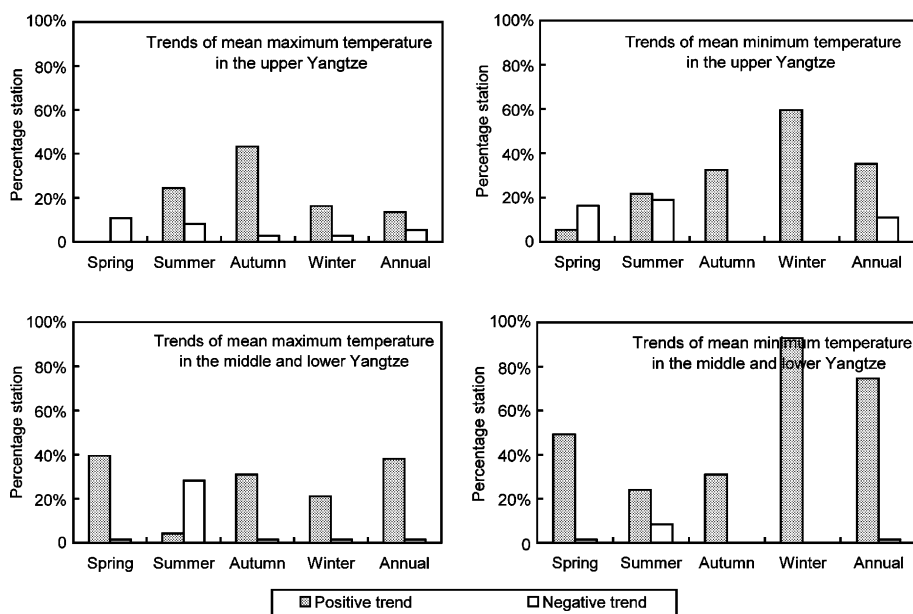 Trends of mean maximum temperature
in the upper Yangtze
Percentage station
100%
80%
60%
40%
20%
0
Spring Summer Autumn Winter Annual
Trends of mean minimum temperature
in the upper Yangtze
Percentage station
100%
80%
60%
40%
20%
0
Spring Summer Autumn Winter Annual
Trends of mean maximum temperature
in the middle and lower Yangtze
Percentage station
100%
80%
60%
40%
20%
0
Spring Summer Autumn Winter Annual
Trends of mean minimum temperature
in the middle and lower Yangtze
Percentage station
100%
80%
60%
40%
20%
0
Spring Summer Autumn Winter Annual
Positive trend Negative trend